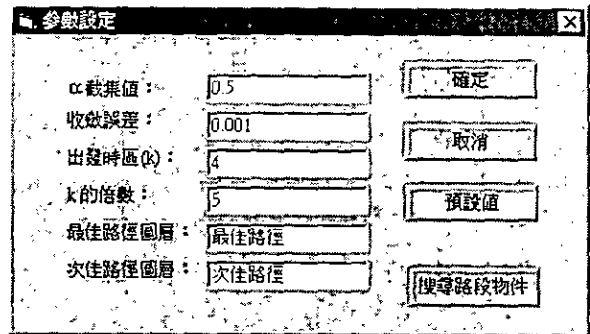 參數設定
α截集值： 0.5 確定
收斂誤差： 0.001
出發時區(k)： 4 取消
k的倍數： 5 預設值
最佳路徑圖層： 最佳路徑
次佳路徑圖層： 次佳路徑 搜尋路段物件